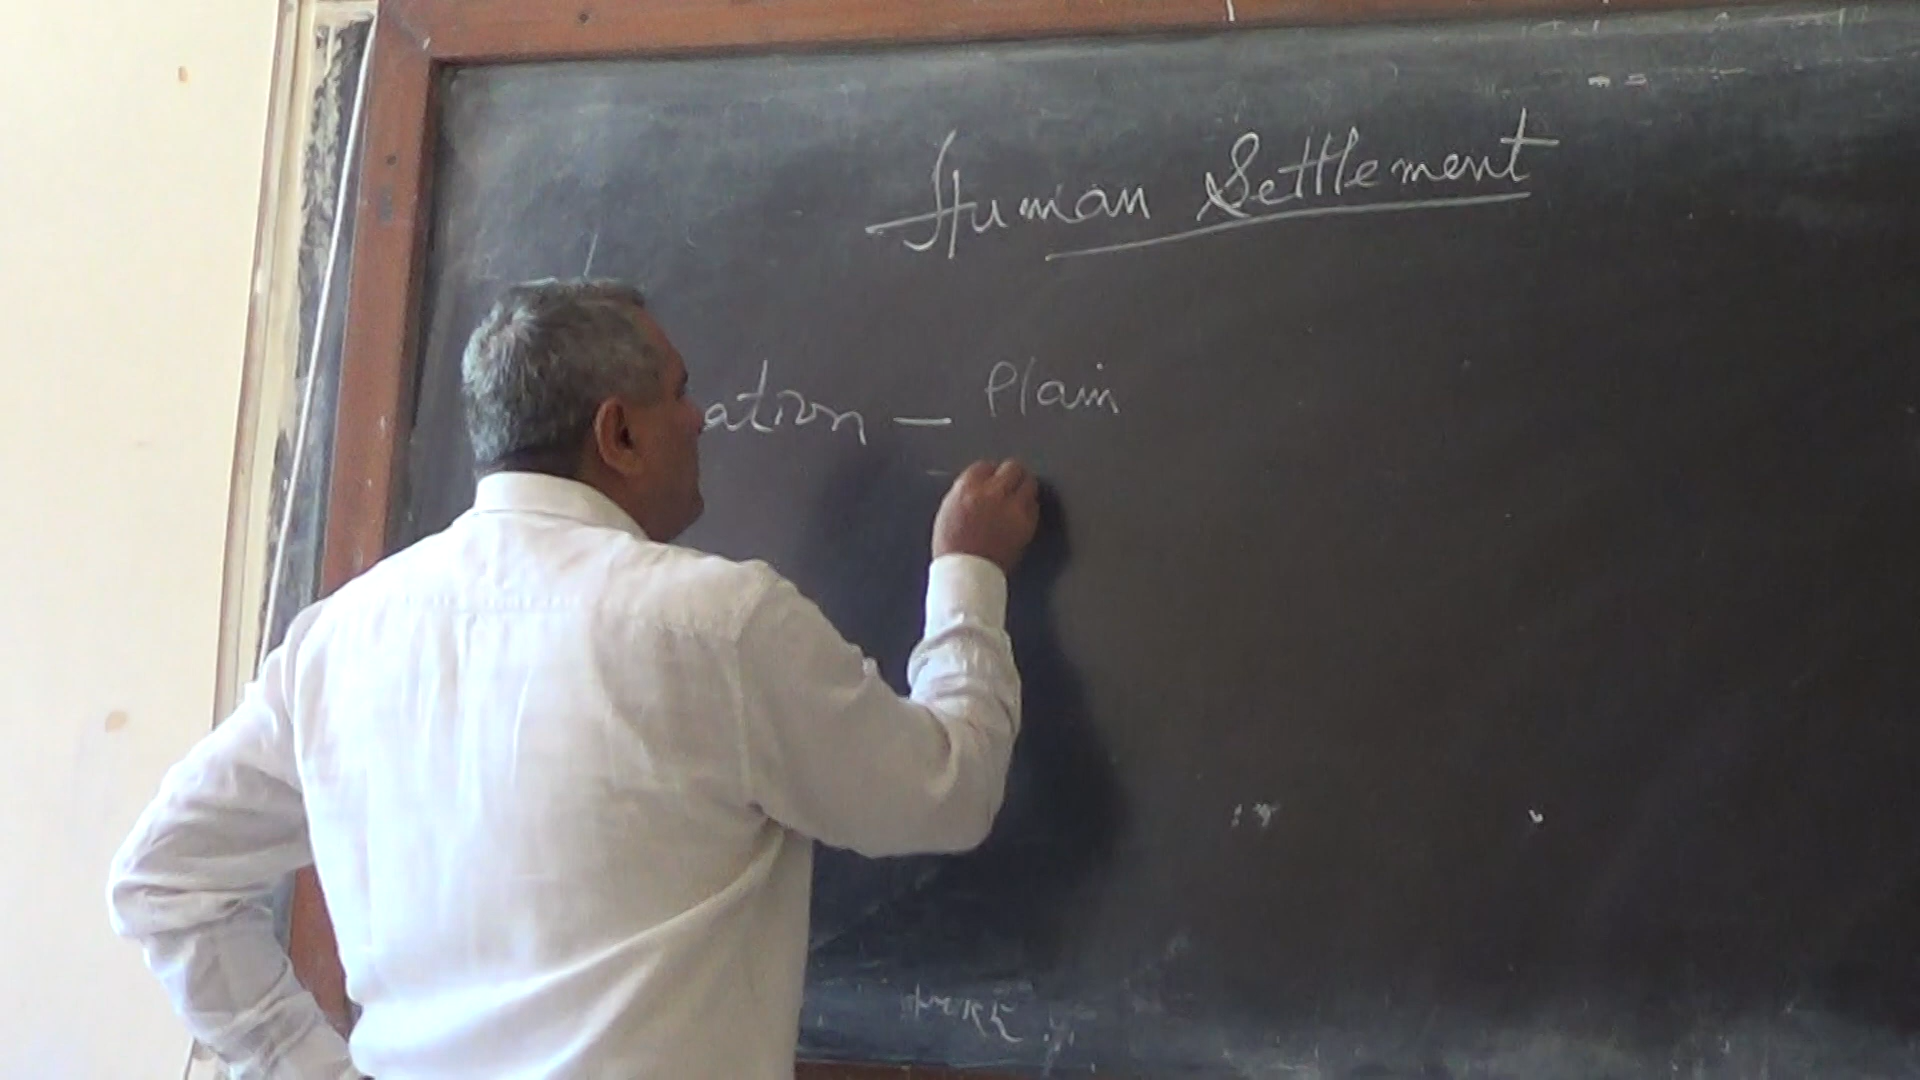 Human Settlement
ation — Plain